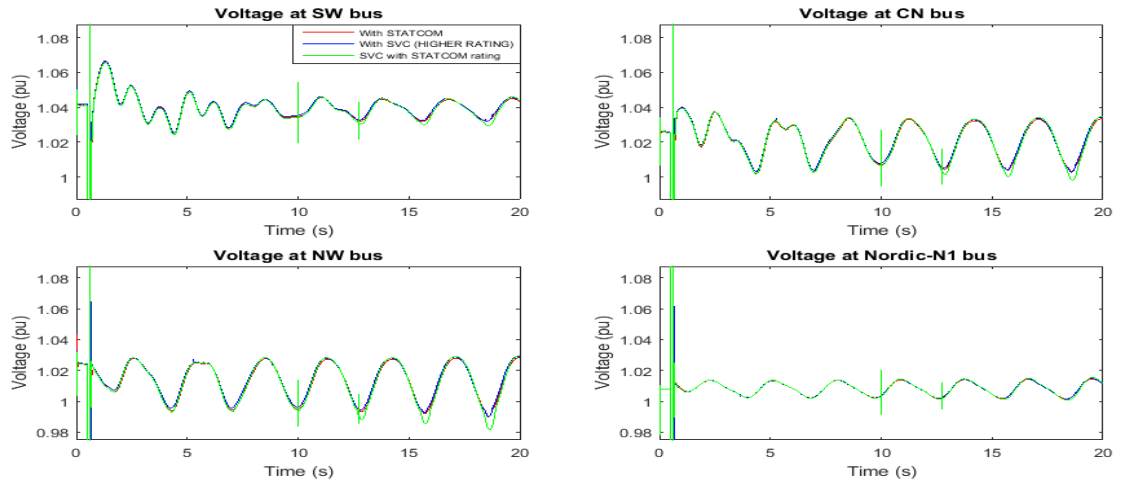 Voltage at SW bus
With STATCOM
With SVC (HIGHER RATING)
SVC with STATCOM rating
Voltage (pu)
1.08
1.06
1.04
1.02
1
0 5 10 15 20
Time (s)
Voltage at CN bus
Voltage (pu)
1.08
1.06
1.04
1.02
1
0 5 10 15 20
Time (s)
Voltage at NW bus
Voltage (pu)
1.08
1.06
1.04
1.02
1
0.98
0 5 10 15 20
Time (s)
Voltage at Nordic-N1 bus
Voltage (pu)
1.08
1.06
1.04
1.02
1
0.98
0 5 10 15 20
Time (s)